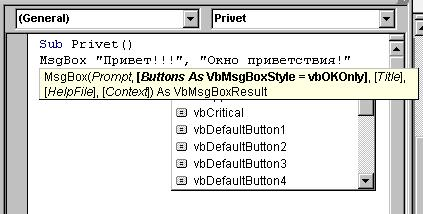 (General)
Privet
Sub Privet()
MsgBox "Привет!!!", "Окно приветствия!"
MsgBox(Prompt, [Buttons As VbMsgBoxStyle = vbOKOnly], [Title],
[HelpFile], [Context]) As VbMsgBoxResult
vbCritical
vbDefaultButton1
vbDefaultButton2
vbDefaultButton3
vbDefaultButton4